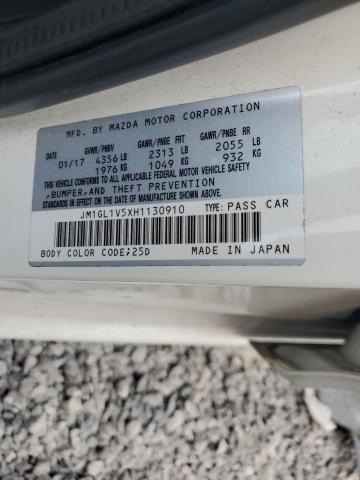 MFD. BY MAZDA MOTOR CORPORATION
DATE GVWR/PNBV GAWR/PNBE FRT GAWR/PNBE RR
01/17 4356 LB 2313 LB 2055 LB
1976 KG 1049 KG 932 KG
THIS VEHICLE CONFORMS TO ALL APPLICABLE FEDERAL MOTOR VEHICLE SAFETY
,BUMPER, AND THEFT PREVENTION
STANDARDS IN EFFECT ON THE DATE OF MANUFACTURE SHOWN ABOVE.
JM1GL1V5XH1130910 TYPE: PASS CAR
BODY COLOR CODE;25D MADE IN JAPAN